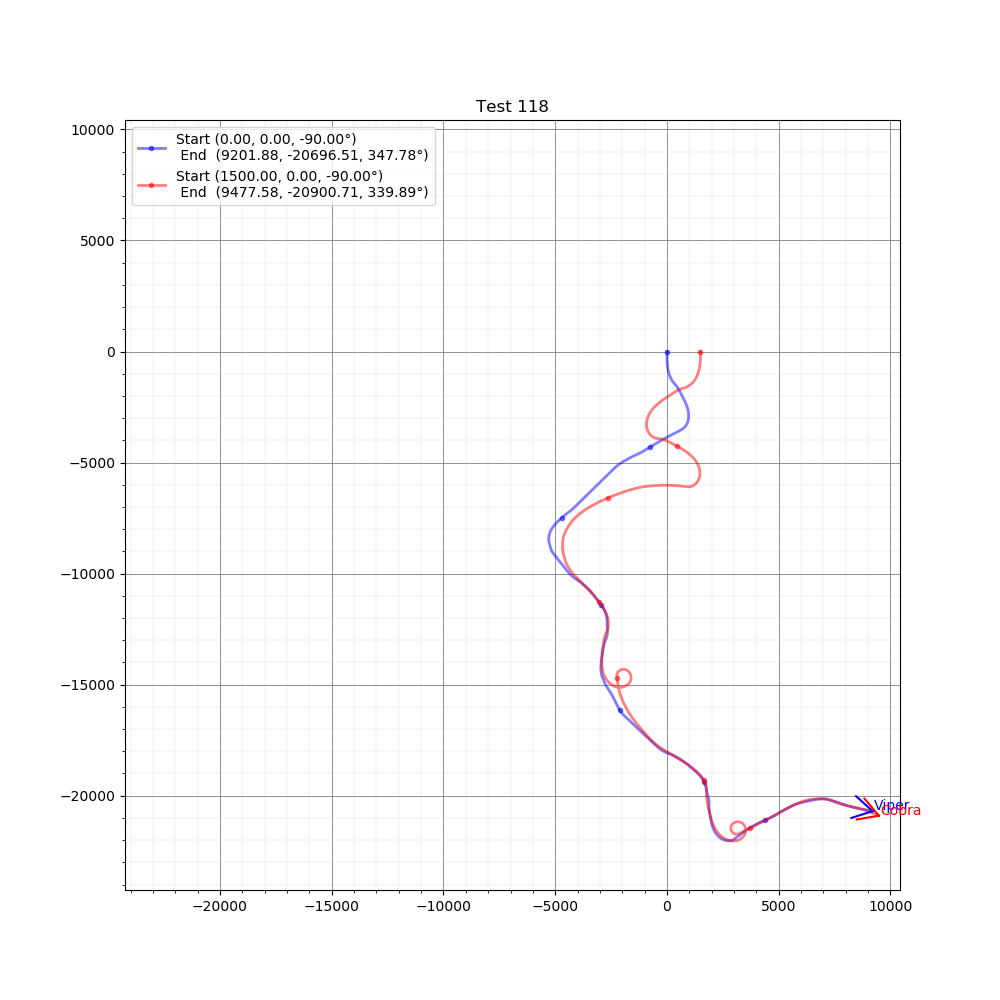 Test 118
Start (0.00, 0.00, -90.00°)
End (9201.88, -20696.51, 347.78°)
Start (1500.00, 0.00, -90.00°)
End (9477.58, -20900.71, 339.89°)
10000
5000
0
−5000
−10000
−15000
−20000
Viper
Cobra
−20000 −15000 −10000 −5000 0 5000 10000